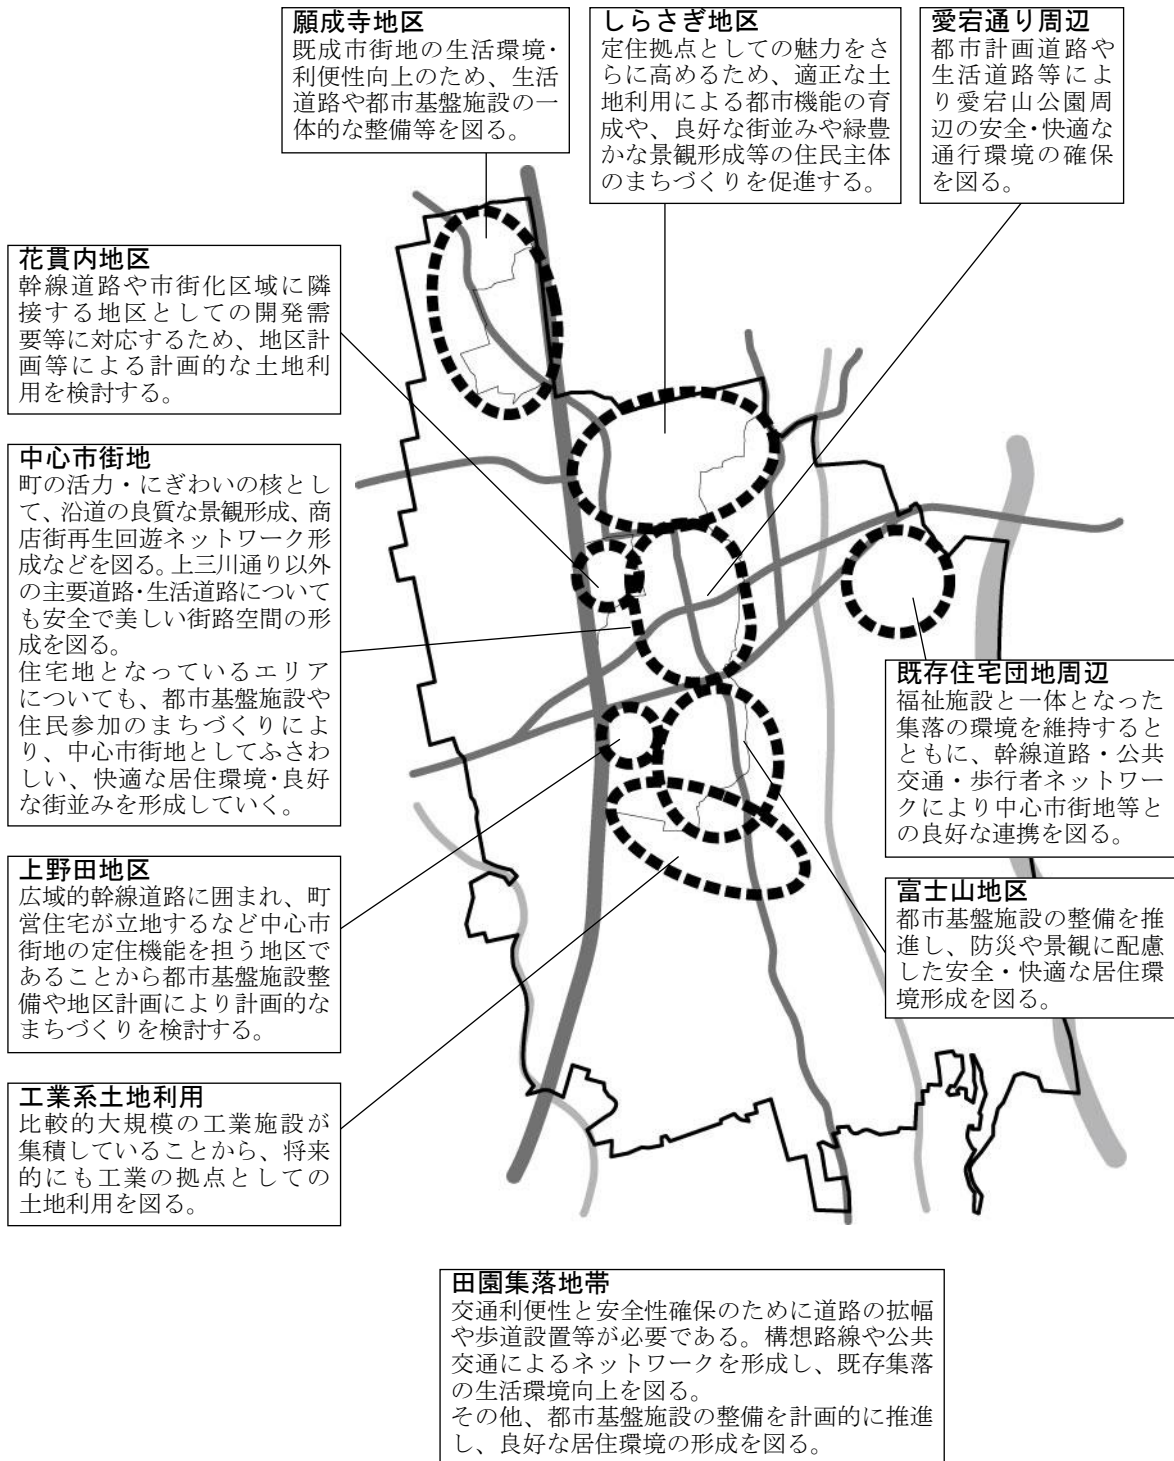 願成寺地区
既成市街地の生活環境・
利便性向上のため、生活
道路や都市基盤施設の一
体的な整備等を図る。
しらさぎ地区
定住拠点としての魅力をさ
らに高めるため、適正な土
地利用による都市機能の育
成や、良好な街並みや緑豊
かな景観形成等の住民主体
のまちづくりを促進する。
愛宕通り周辺
都市計画道路や
生活道路等によ
り愛宕山公園周
辺の安全・快適な
通行環境の確保
を図る。
花貫内地区
幹線道路や市街化区域に隣
接する地区としての開発需
要等に対応するため、地区計
画等による計画的な土地利
用を検討する。
中心市街地
町の活力・にぎわいの核とし
て、沿道の良質な景観形成、商
店街再生回遊ネットワーク形
成などを図る。上三川通り以外
の主要道路・生活道路について
も安全で美しい街路空間の形
成を図る。
住宅地となっているエリア
についても、都市基盤施設や
住民参加のまちづくりによ
り、中心市街地としてふさわ
しい、快適な居住環境・良好
な街並みを形成していく。
既存住宅団地周辺
福祉施設と一体となった
集落の環境を維持すると
ともに、幹線道路・公共
交通・歩行者ネットワー
クにより中心市街地等と
の良好な連携を図る。
上野田地区
広域的幹線道路に囲まれ、町
営住宅が立地するなど中心市
街地の定住機能を担う地区で
あることから都市基盤施設整
備や地区計画により計画的な
まちづくりを検討する。
富士山地区
都市基盤施設の整備を推
進し、防災や景観に配慮
した安全・快適な居住環
境形成を図る。
工業系土地利用
比較的大規模の工業施設が
集積していることから、将来
的にも工業の拠点としての
土地利用を図る。
田園集落地帯
交通利便性と安全性確保のために道路の拡幅
や歩道設置等が必要である。構想路線や公共
交通によるネットワークを形成し、既存集落
の生活環境向上を図る。
その他、都市基盤施設の整備を計画的に推進
し、良好な居住環境の形成を図る。